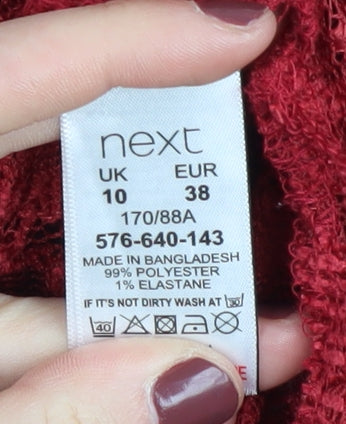 next
UK EUR
10 38
170/88A
576-640-143
MADE IN BANGLADESH
99% POLYESTER
1% ELASTANE
IF IT'S NOT DIRTY WASH AT 30
40